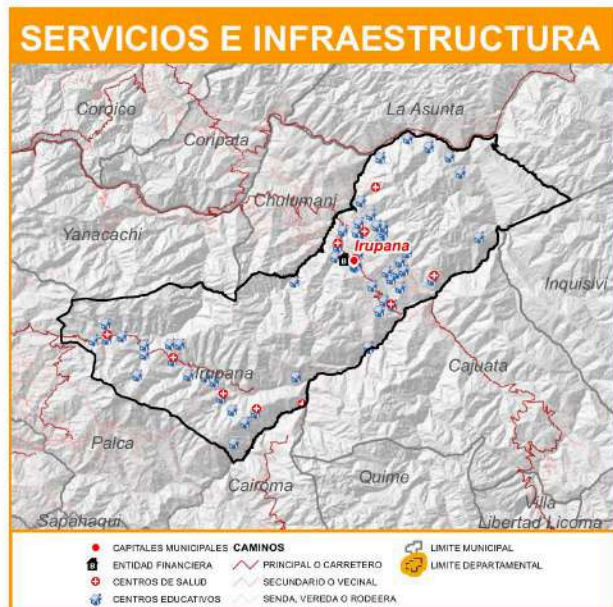 SERVICIOS E INFRAESTRUCTURA
Coroico
La Asunta
Coripata
Chulumani
Yanacachi
Irupana
Inquisivi
Cajuata
Irupana
Palca
Quime
Cairoma
Villa
Sapahaqui
Libertad Licoma
CAPITALES MUNICIPALES
ENTIDAD FINANCIERA
CENTROS DE SALUD
CENTROS EDUCATIVOS
CAMINOS
PRINCIPAL O CARRETERO
SECUNDARIO O VECINAL
SENDA, VEREDA O RODEERA
LIMITE MUNICIPAL
LIMITE DEPARTAMENTAL